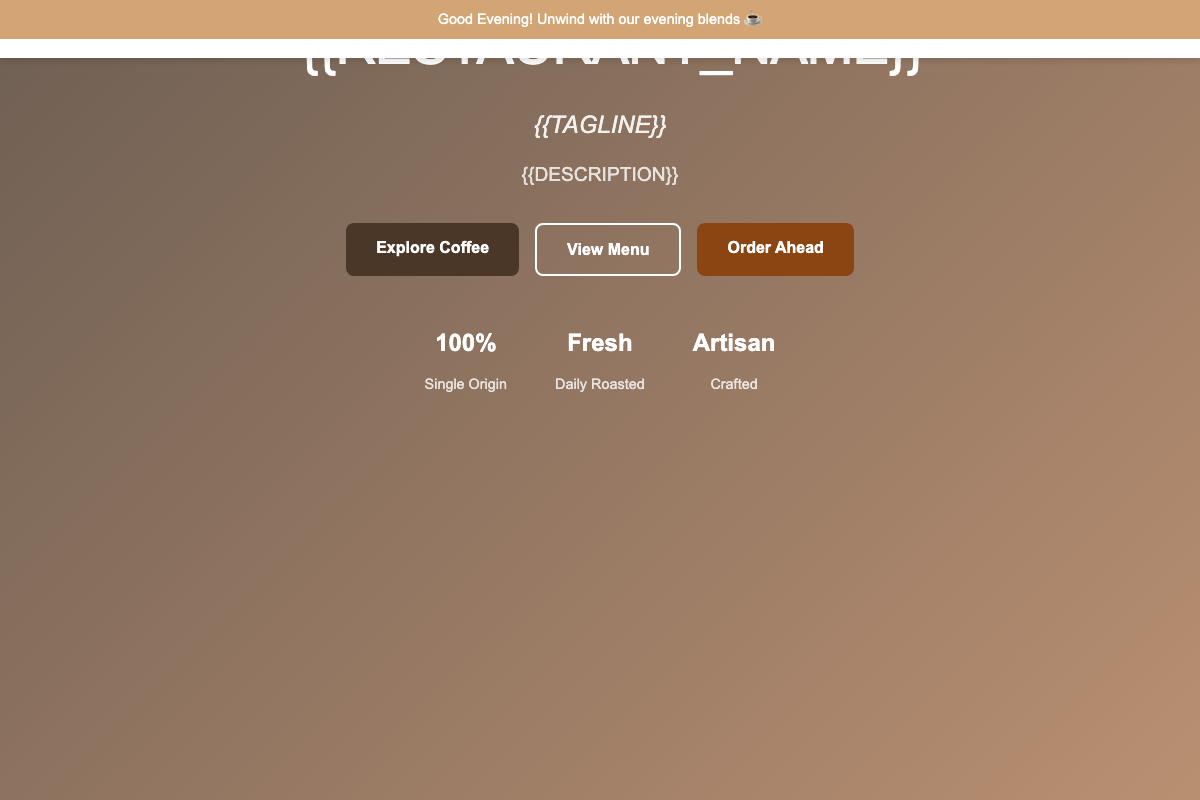 Good Evening! Unwind with our evening blends ☕
{{RESTAURANT_NAME}}
{{TAGLINE}}
{{DESCRIPTION}}
Explore Coffee
View Menu
Order Ahead
100%
Fresh
Artisan
Single Origin
Daily Roasted
Crafted